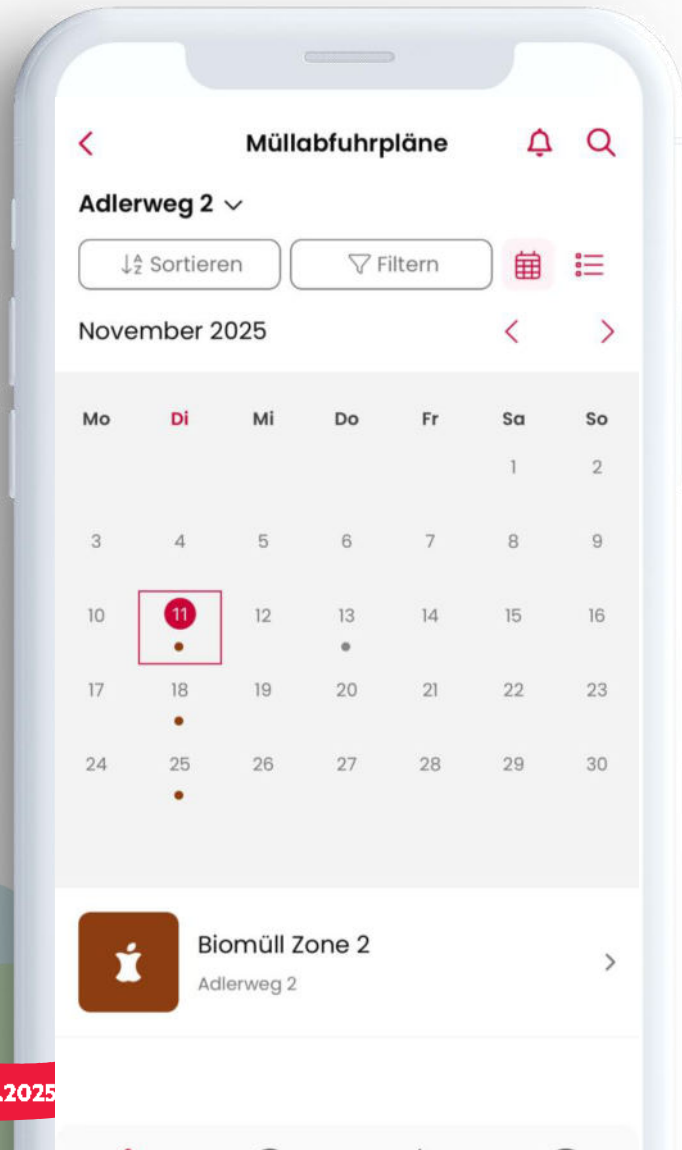 Müllabfuhrpläne
Adlerweg 2
Sortieren Filtern
November 2025
Mo Di Mi Do Fr Sa So
1 2
3 4 5 6 7 8 9
10 11 12 13 14 15 16
17 18 19 20 21 22 23
24 25 26 27 28 29 30
Biomüll Zone 2
Adlerweg 2
.2025